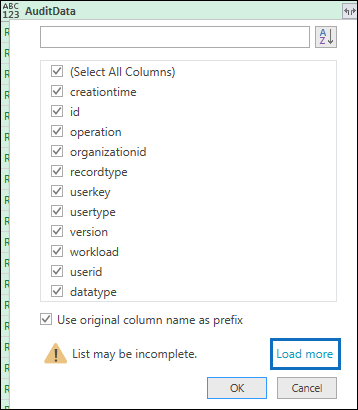 ABC
123 AuditData
A
Z
(Select All Columns)
creationtime
id
operation
organizationid
recordtype
userkey
usertype
version
workload
userid
datatype
Use original column name as prefix
List may be incomplete. Load more
OK Cancel